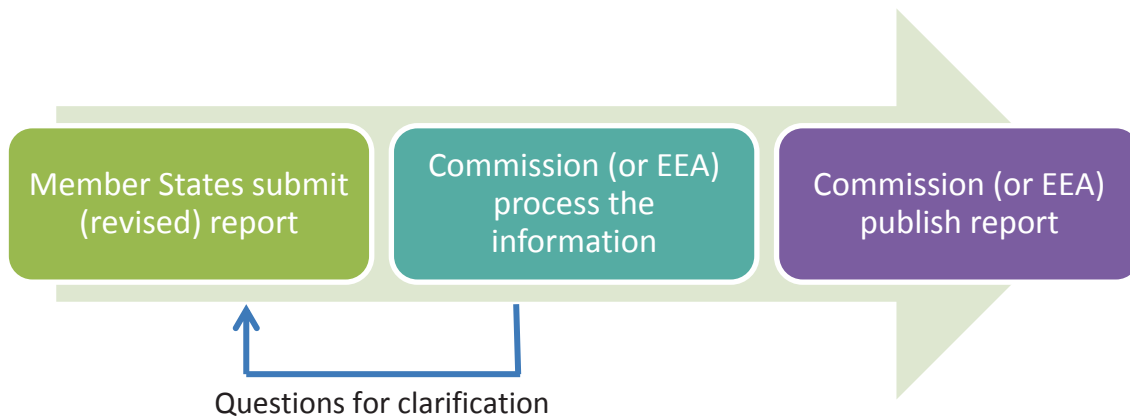 Member States submit
(revised) report
Commission (or EEA)
process the
information
Commission (or EEA)
publish report
Questions for clarification